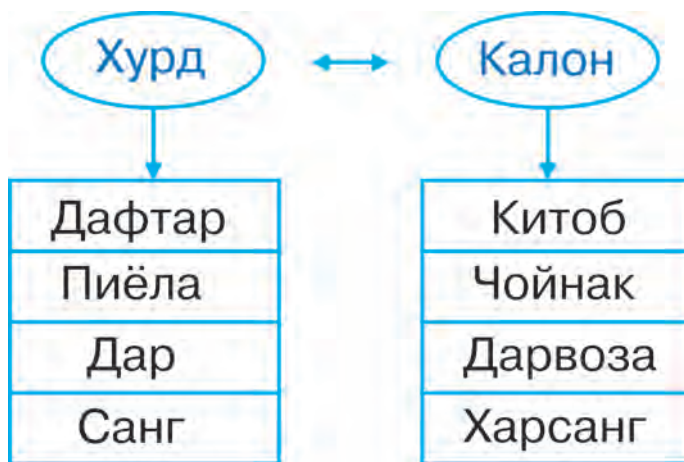 Хурд
Калон
Дафтар
Китоб
Пиёла
Чойнак
Дар
Дарвоза
Санг
Харсанг